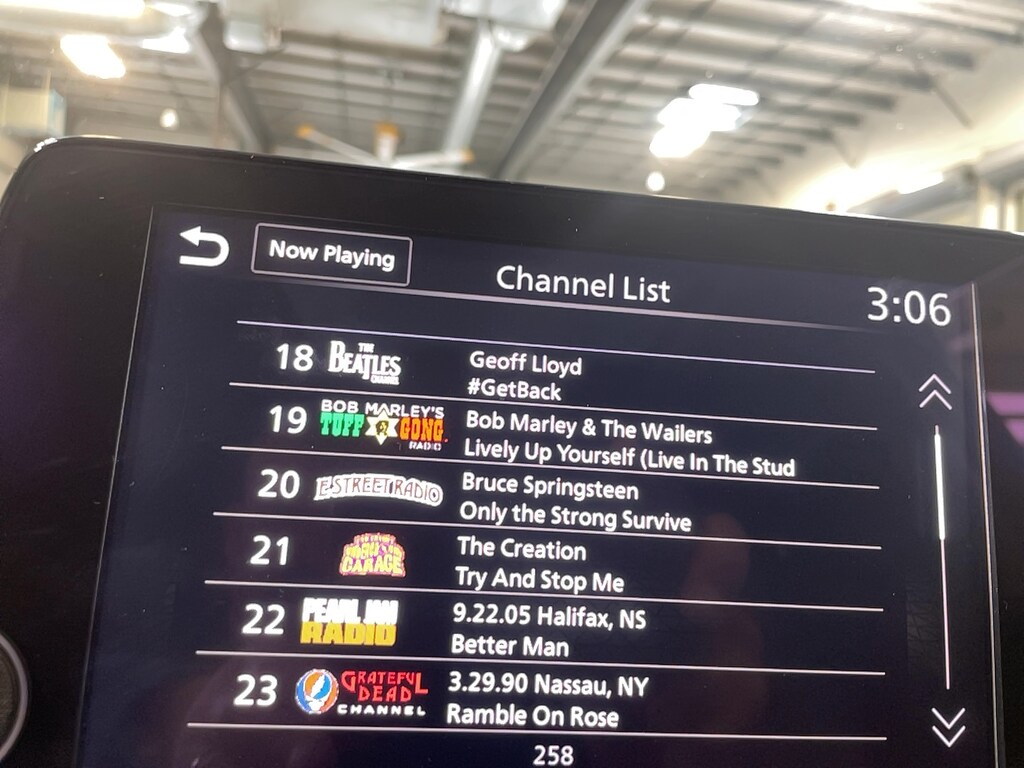 Now Playing
Channel List
3:06
18 THE BEATLES CHANNEL Geoff Lloyd
#GetBack
19 BOB MARLEY'S TUFF GONG RADIO Bob Marley & The Wailers
Lively Up Yourself (Live In The Stud
20 E STREET RADIO Bruce Springsteen
Only the Strong Survive
21 GARAGE The Creation
Try And Stop Me
22 PEARL JAM RADIO 9.22.05 Halifax, NS
Better Man
23 GRATEFUL DEAD CHANNEL 3.29.90 Nassau, NY
Ramble On Rose
258